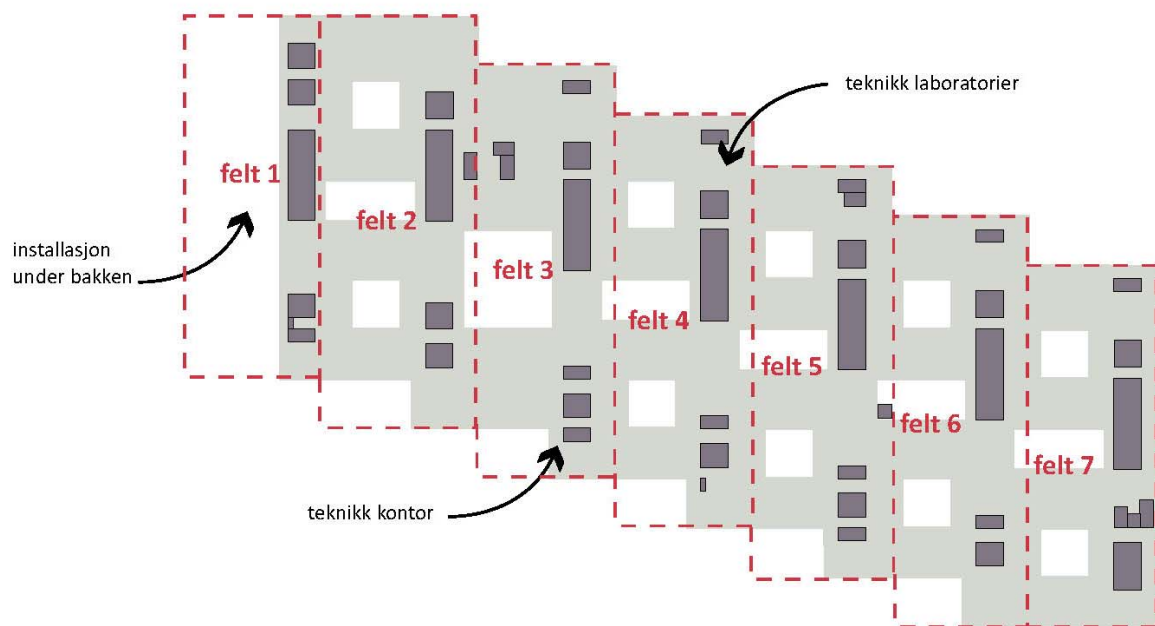 teknikk laboratorier
felt 1
felt 2
installasjon
under bakken
felt 3
felt 4
felt 5
felt 6
felt 7
teknikk kontor